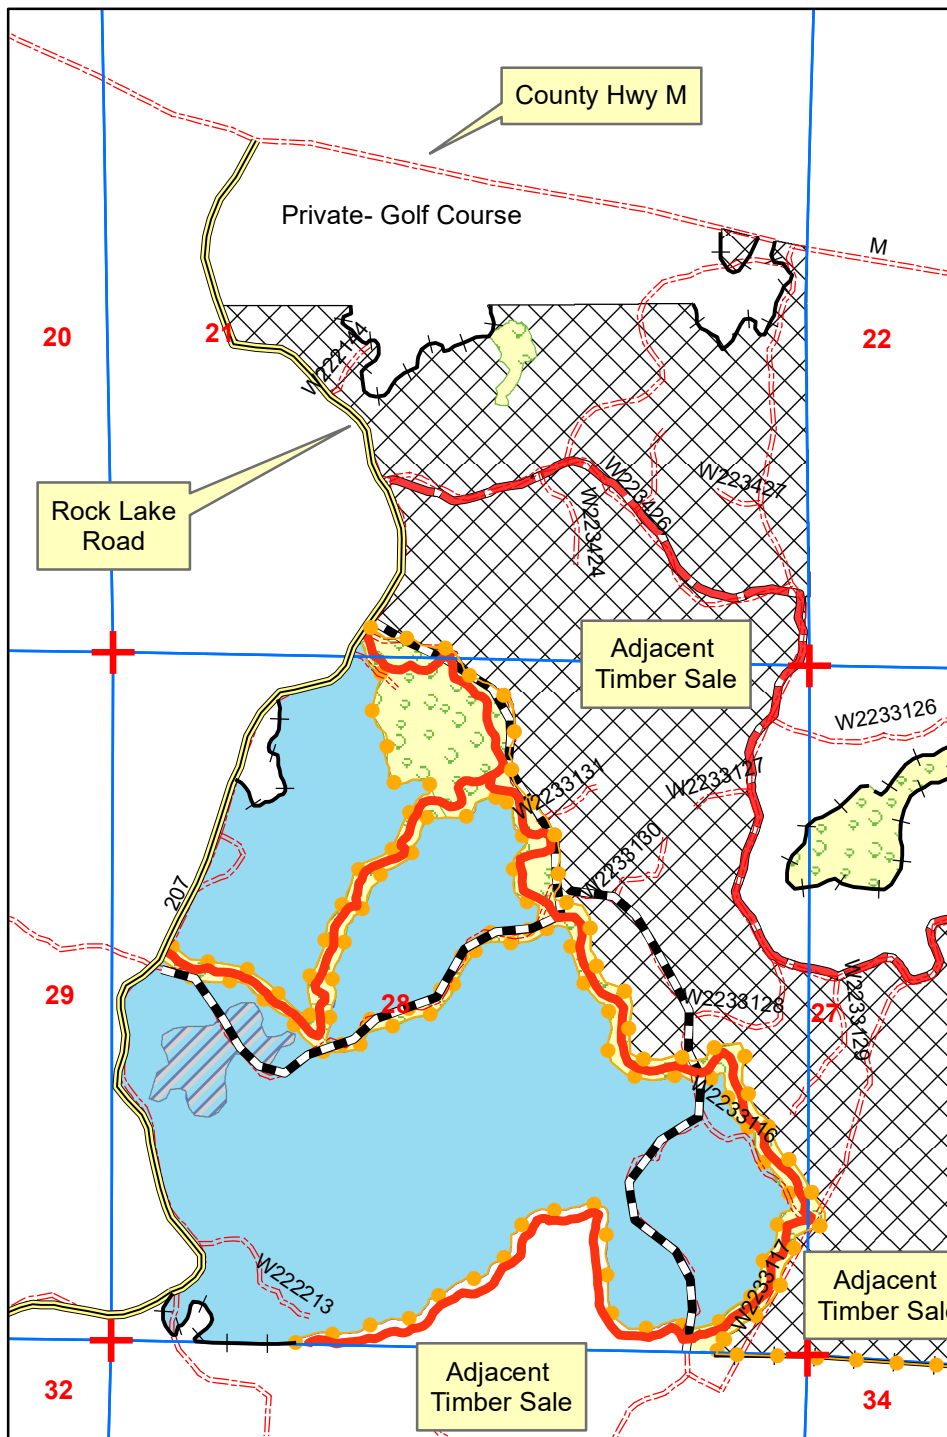 County Hwy M
Private- Golf Course
M
20
21
22
W222144
Rock Lake
Road
W223426
W223427
W223424
Adjacent
Timber Sale
W2233126
W2233127
W2233131
W2233130
207
29
28
W2233128
27
W2233129
W2233116
W2233117
W222213
Adjacent
Timber Sale
Adjacent
Timber Sale
32
34